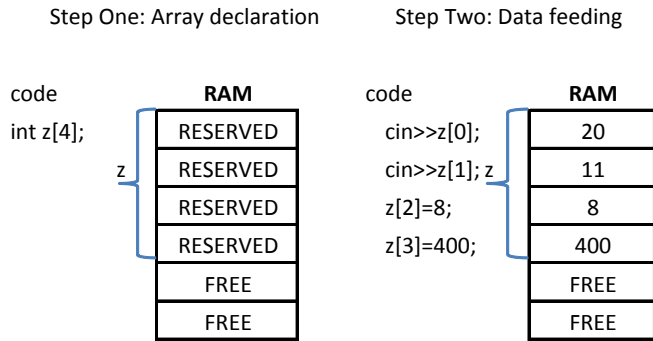 Step One: Array declaration
Step Two: Data feeding
code
RAM
int z[4];
RESERVED
z
RESERVED
RESERVED
RESERVED
FREE
FREE
code
RAM
cin>>z[0];
20
cin>>z[1];
z
11
z[2]=8;
8
z[3]=400;
400
FREE
FREE